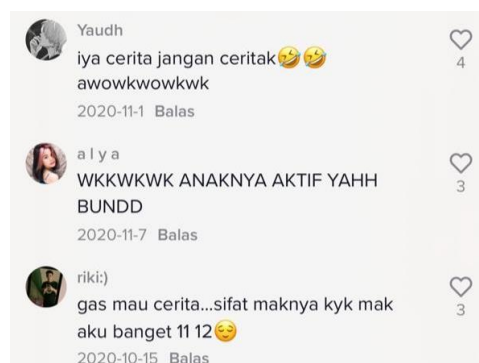 Yaudh
iya cerita jangan ceritak🤣🤣
awowkwowkwk
2020-11-1 Balas
4
a l y a
WKKWKWK ANAKNYA AKTIF YAHH
BUNDD
2020-11-7 Balas
3
riki:)
gas mau cerita...sifat maknya kyk mak
aku banget 11 12😌
2020-10-15 Balas
3